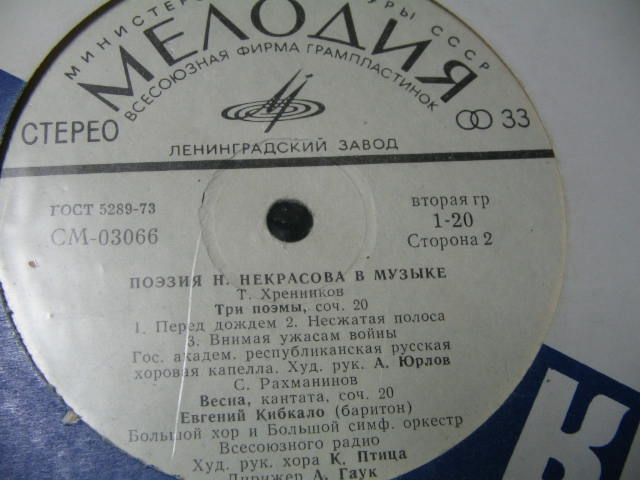 МИНИСТЕРС УРЫ СССР
МЕЛОДИЯ
ВСЕСОЮЗНАЯ ФИРМА ГРАМПЛАСТИНОК
СТЕРЕО
33
ЛЕНИНГРАДСКИЙ ЗАВОД
ГОСТ 5289-73
СМ-03066
вторая гр
1-20
Сторона 2
ПОЭЗИЯ Н. НЕКРАСОВА В МУЗЫКЕ
Т. Хренников
Три поэмы, соч. 20
1. Перед дождем 2. Несжатая полоса
3. Внимая ужасам войны
Гос. академ. республиканская русская
хоровая капелла. Худ. рук. А. Юрлов
С. Рахманинов
Весна, кантата, соч. 20
Евгений Кибкало (баритон)
Большой хор и Большой симф. оркестр
Всесоюзного радио
Худ. рук. хора К. Птица
Дирижер А. Гаук